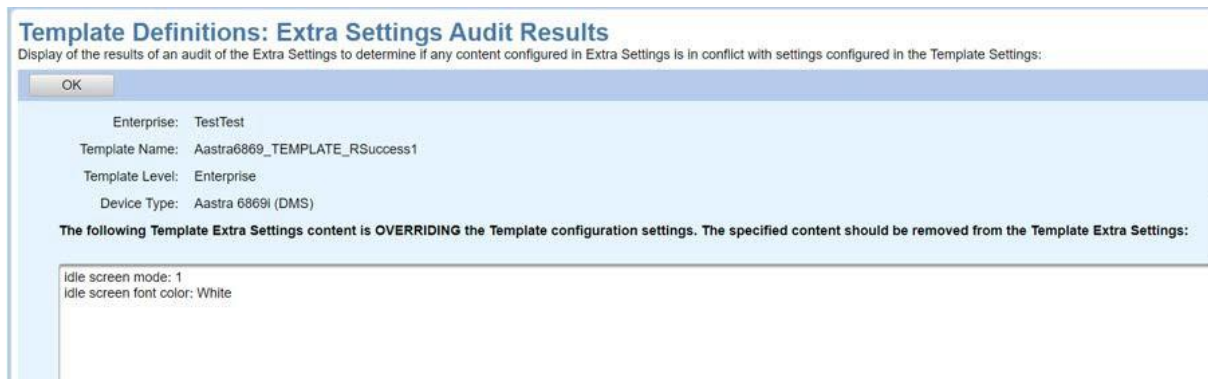 Template Definitions: Extra Settings Audit Results
Display of the results of an audit of the Extra Settings to determine if any content configured in Extra Settings is in conflict with settings configured in the Template Settings:
OK
Enterprise: TestTest
Template Name: Aastra6869_TEMPLATE_RSuccess1
Template Level: Enterprise
Device Type: Aastra 6869i (DMS)
The following Template Extra Settings content is OVERRIDING the Template configuration settings. The specified content should be removed from the Template Extra Settings:
idle screen mode: 1
idle screen font color: White